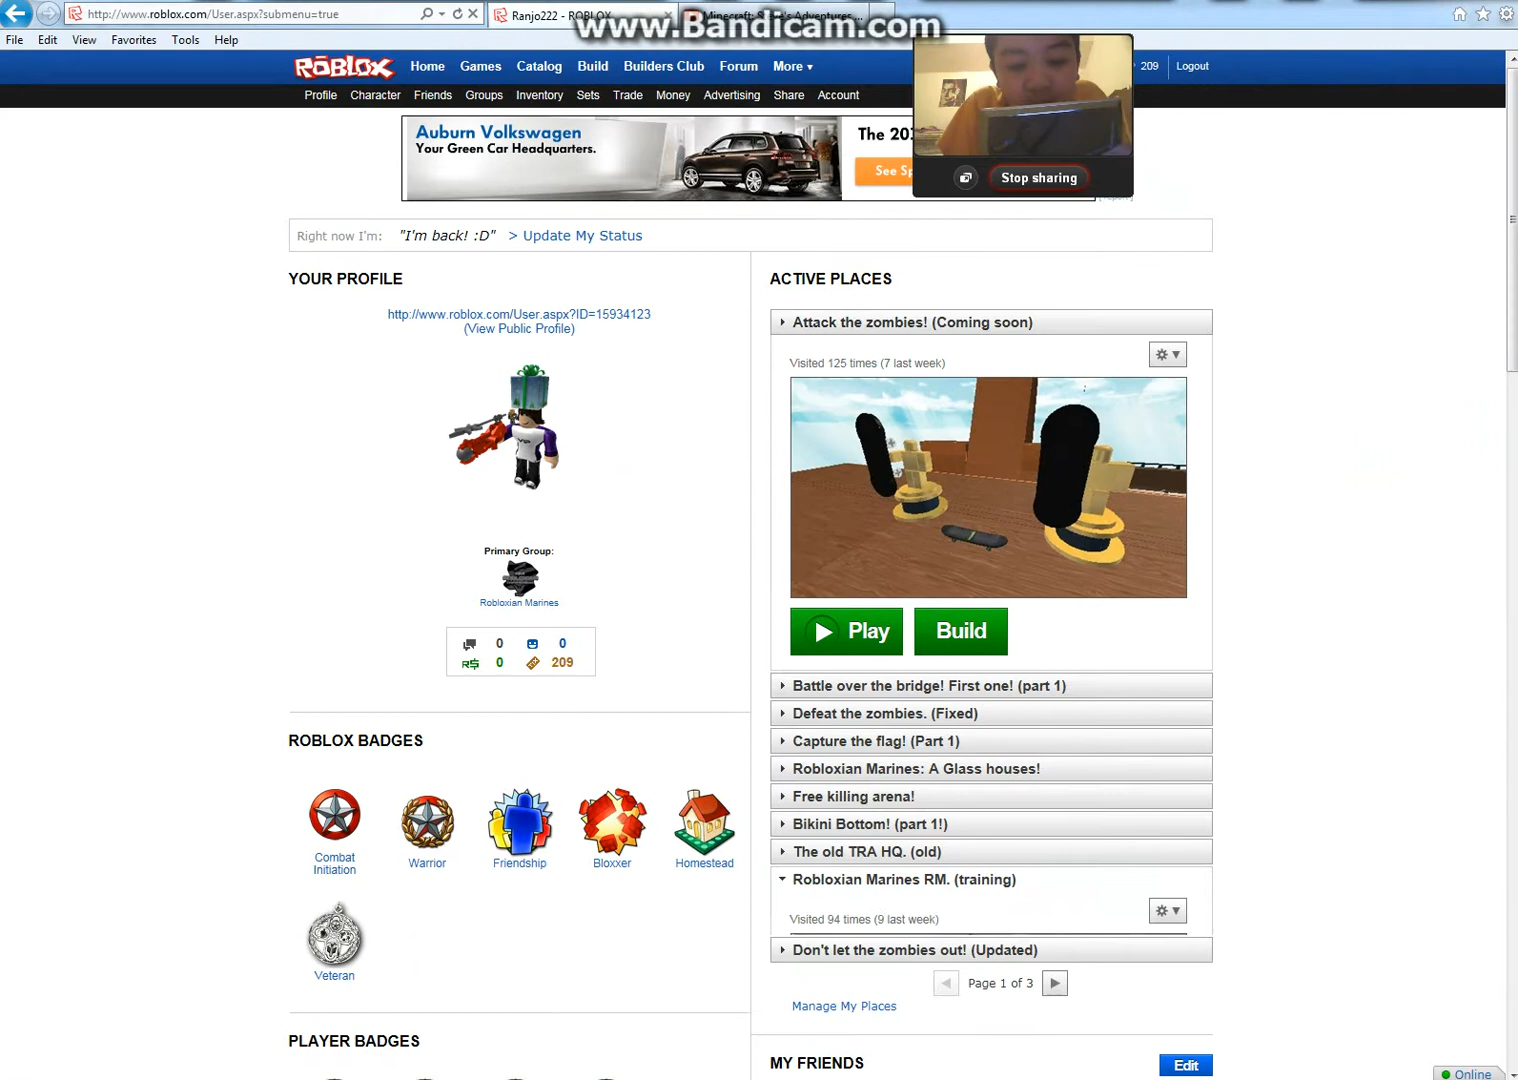 http://www.roblox.com/User.aspx?submenu=true
Ranjo222 - ROBLOX
Minecraft: Steve's Adventures ...
www.Bandicam.com
File Edit View Favorites Tools Help
ROBLOX Home Games Catalog Build Builders Club Forum More 209 Logout
Profile Character Friends Groups Inventory Sets Trade Money Advertising Share Account
Auburn Volkswagen
Your Green Car Headquarters.
The 20
See Sp
Stop sharing
Right now I'm: "I'm back! :D" > Update My Status
YOUR PROFILE
http://www.roblox.com/User.aspx?ID=15934123
(View Public Profile)
VP
Primary Group:
Robloxian Marines
0 0
R$ 0 209
ROBLOX BADGES
Combat Initiation
Warrior
Friendship
Bloxxer
Homestead
Veteran
PLAYER BADGES
ACTIVE PLACES
Attack the zombies! (Coming soon)
Visited 125 times (7 last week)
Play Build
Battle over the bridge! First one! (part 1)
Defeat the zombies. (Fixed)
Capture the flag! (Part 1)
Robloxian Marines: A Glass houses!
Free killing arena!
Bikini Bottom! (part 1!)
The old TRA HQ. (old)
Robloxian Marines RM. (training)
Visited 94 times (9 last week)
Don't let the zombies out! (Updated)
Page 1 of 3
Manage My Places
MY FRIENDS Edit
Online